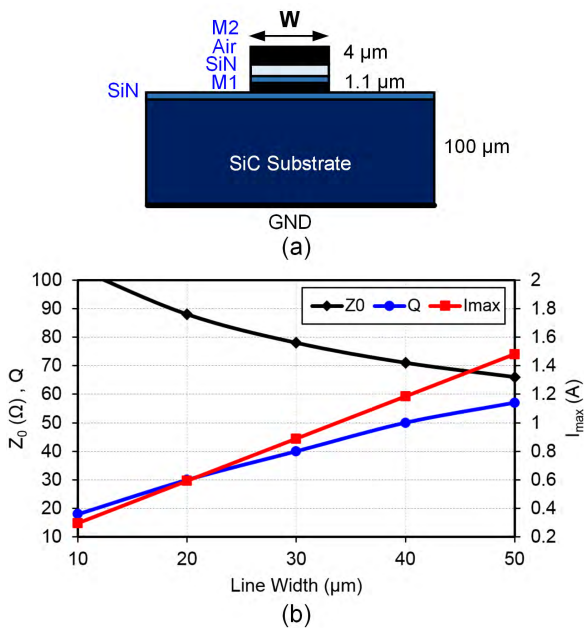 W
M2
Air
SiN
M1
4 µm
1.1 µm
SiN
SiC Substrate
100 µm
GND
(a)
Z0 Q Imax
100
90
80
70
60
50
40
30
20
10
Z0 (Ω) , Q
2
1.8
1.6
1.4
1.2
1
0.8
0.6
0.4
0.2
Imax (A)
10 20 30 40 50
Line Width (µm)
(b)